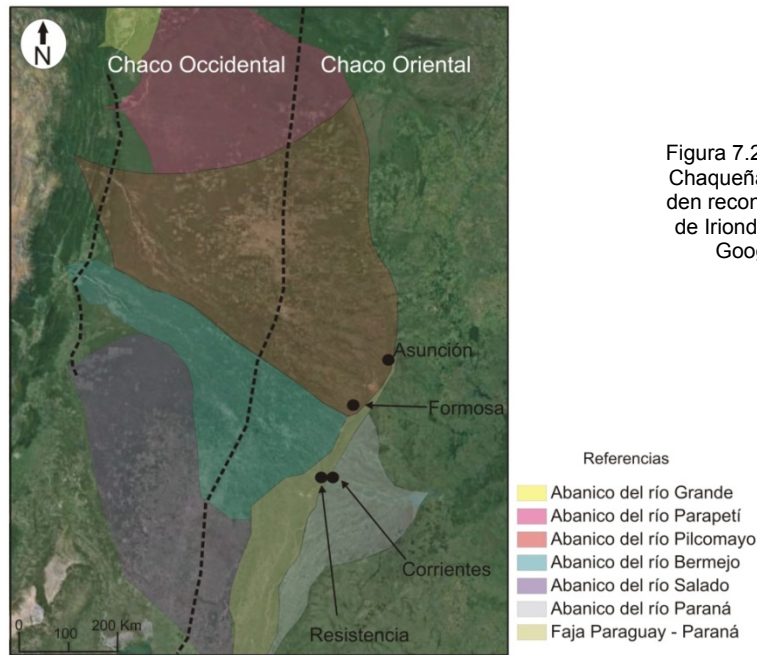 N
Chaco Occidental
Chaco Oriental
Asunción
Formosa
Corrientes
Resistencia
0 100 200 Km
Figura 7.2
Chaqueña
den recon
de Iriond
Goog
Referencias
Abanico del río Grande
Abanico del río Parapetí
Abanico del río Pilcomayo
Abanico del río Bermejo
Abanico del río Salado
Abanico del río Paraná
Faja Paraguay - Paraná